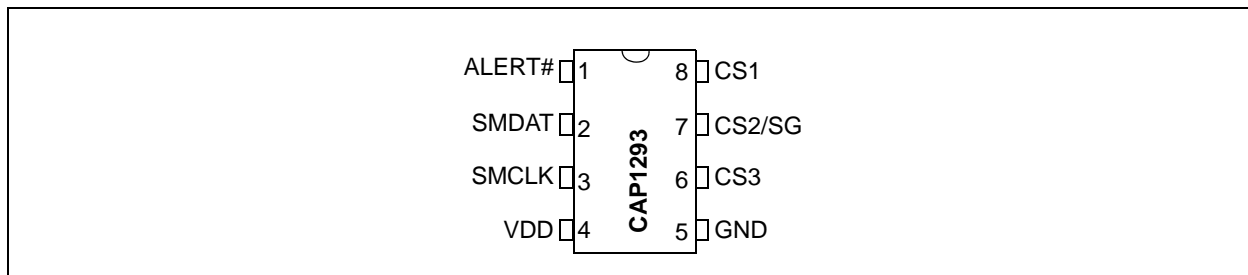 ALERT# 1 8 CS1
SMDAT 2 7 CS2/SG
SMCLK 3 6 CS3
VDD 4 5 GND
CAP1293